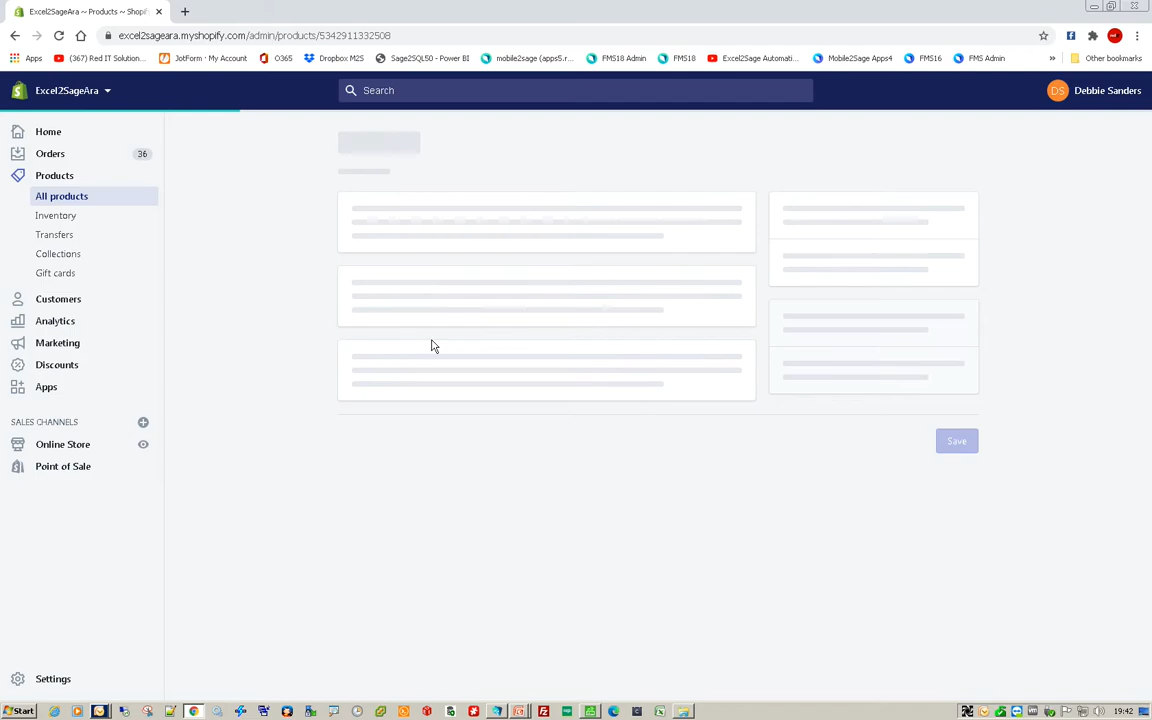 Excel2SageAra ~ Products ~ Shopif
excel2sageara.myshopify.com/admin/products/5342911332508
Apps
(367) Red IT Solution...
JotForm · My Account
O365
Dropbox M2S
Sage2SQL50 - Power BI
mobile2sage (apps5.r...
FMS18 Admin
FMS18
Excel2Sage Automati...
Mobile2Sage Apps4
FMS16
FMS Admin
»
Other bookmarks
Excel2SageAra
Search
DS
Debbie Sanders
Home
Orders
36
Products
All products
Inventory
Transfers
Collections
Gift cards
Customers
Analytics
Marketing
Discounts
Apps
SALES CHANNELS
Online Store
Point of Sale
Save
Settings
Start
19:42